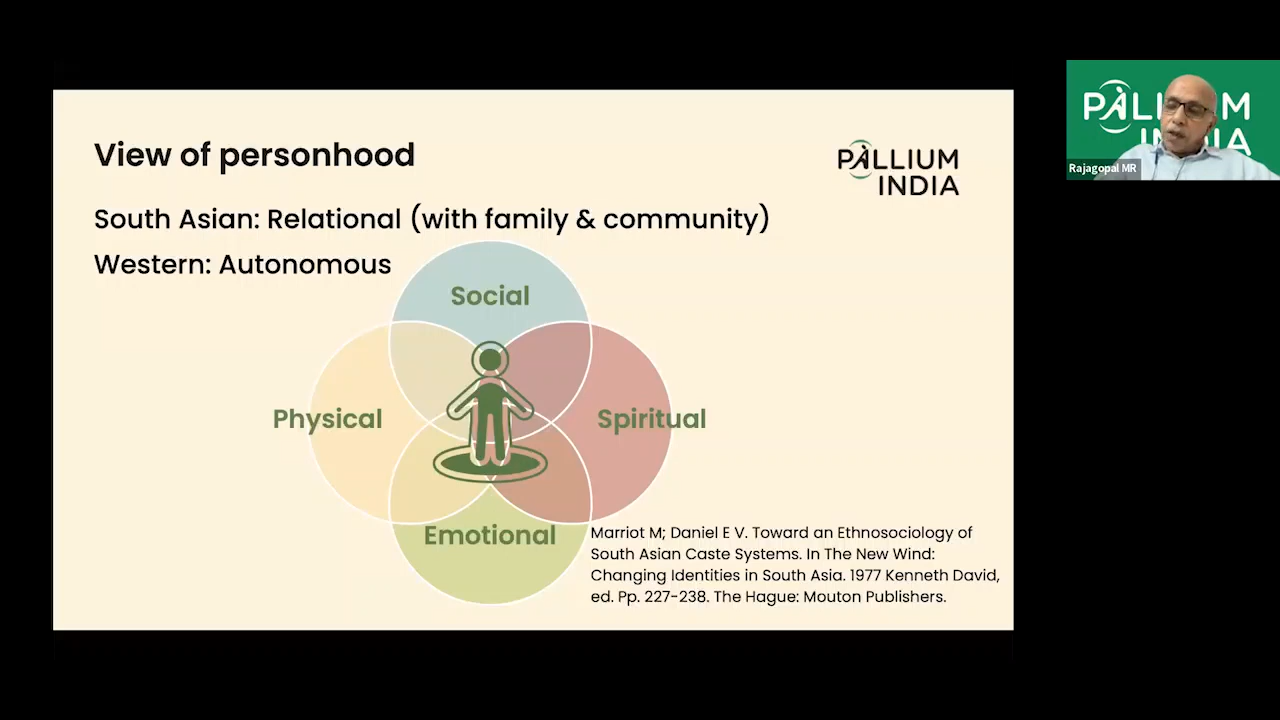 View of personhood
PALLIUM
INDIA
South Asian: Relational (with family & community)
Western: Autonomous
Social
Physical
Spiritual
Emotional
Marriot M; Daniel E V. Toward an Ethnosociology of
South Asian Caste Systems. In The New Wind:
Changing Identities in South Asia. 1977 Kenneth David,
ed. Pp. 227-238. The Hague: Mouton Publishers.
Rajagopal MR